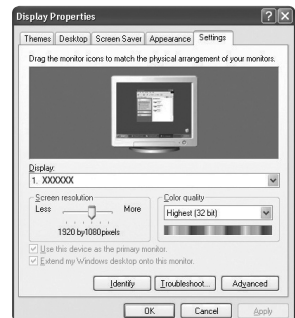 Display Properties
Themes Desktop Screen Saver Appearance Settings
Drag the monitor icons to match the physical arrangement of your monitors.
Display:
1. XXXXXX
Screen resolution
Less More
1920 by1080pixels
Color quality
Highest (32 bit)
Use this device as the primary monitor.
Extend my Windows desktop onto this monitor.
Identify Troubleshoot... Advanced
OK Cancel Apply